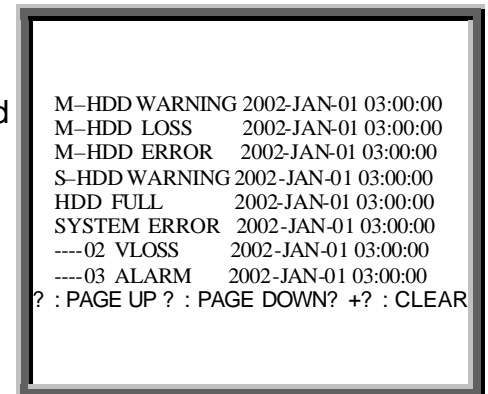 d
M–HDD WARNING 2002-JAN-01 03:00:00
M–HDD LOSS 2002-JAN-01 03:00:00
M–HDD ERROR 2002-JAN-01 03:00:00
S–HDD WARNING 2002-JAN-01 03:00:00
HDD FULL 2002-JAN-01 03:00:00
SYSTEM ERROR 2002-JAN-01 03:00:00
----02 VLOSS 2002-JAN-01 03:00:00
----03 ALARM 2002-JAN-01 03:00:00
? : PAGE UP ? : PAGE DOWN? +? : CLEAR